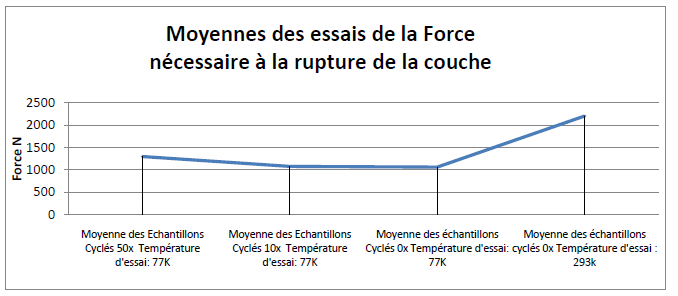 Moyennes des essais de la Force
nécessaire à la rupture de la couche
2500
2000
1500
1000
500
0
Force N
Moyenne des Echantillons
Cyclés 50x Température
d'essai: 77K
Moyenne des Echantillons
Cyclés 10x Température
d'essai: 77K
Moyenne des échantillons
Cyclés 0x Température d'essai:
77K
Moyenne des échantillons
cyclés 0x Température d'essai :
293k